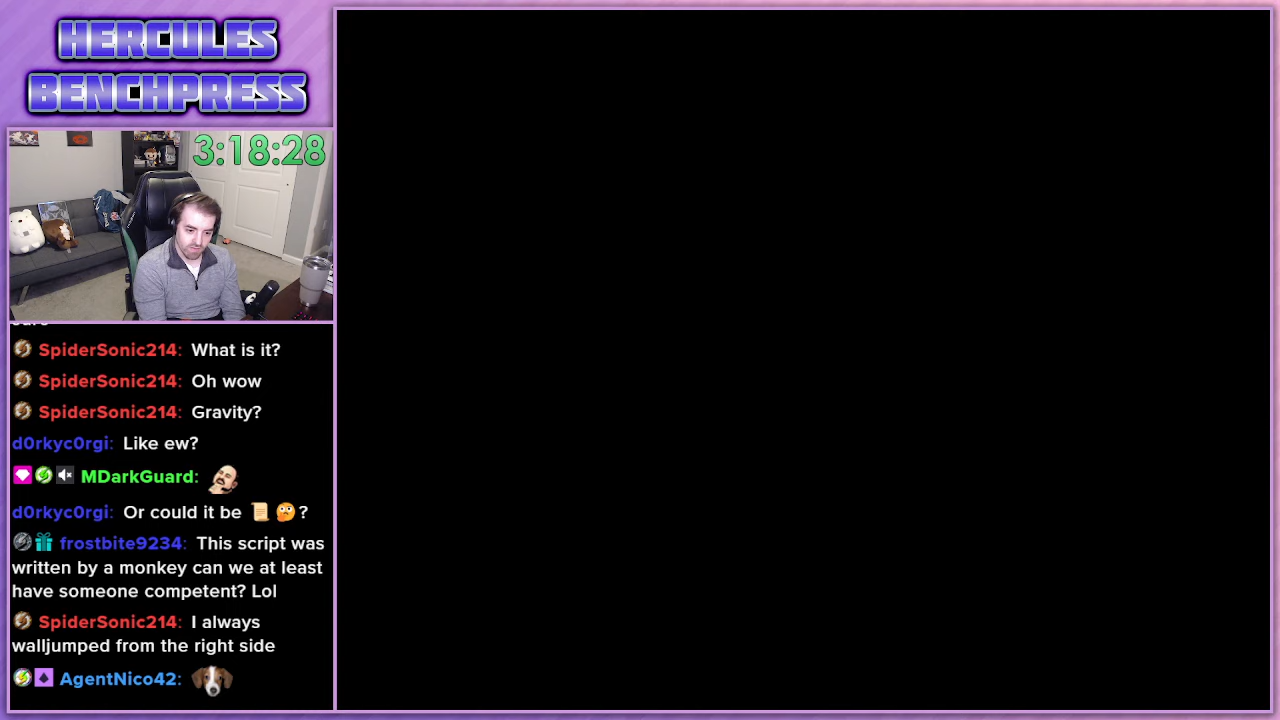 HERCULES
BENCHPRESS
3:18:28
SpiderSonic214: What is it?
SpiderSonic214: Oh wow
SpiderSonic214: Gravity?
d0rkyc0rgi: Like ew?
MDarkGuard:
d0rkyc0rgi: Or could it be 📜 🤔?
frostbite9234: This script was
written by a monkey can we at least
have someone competent? Lol
SpiderSonic214: I always
walljumped from the right side
AgentNico42: